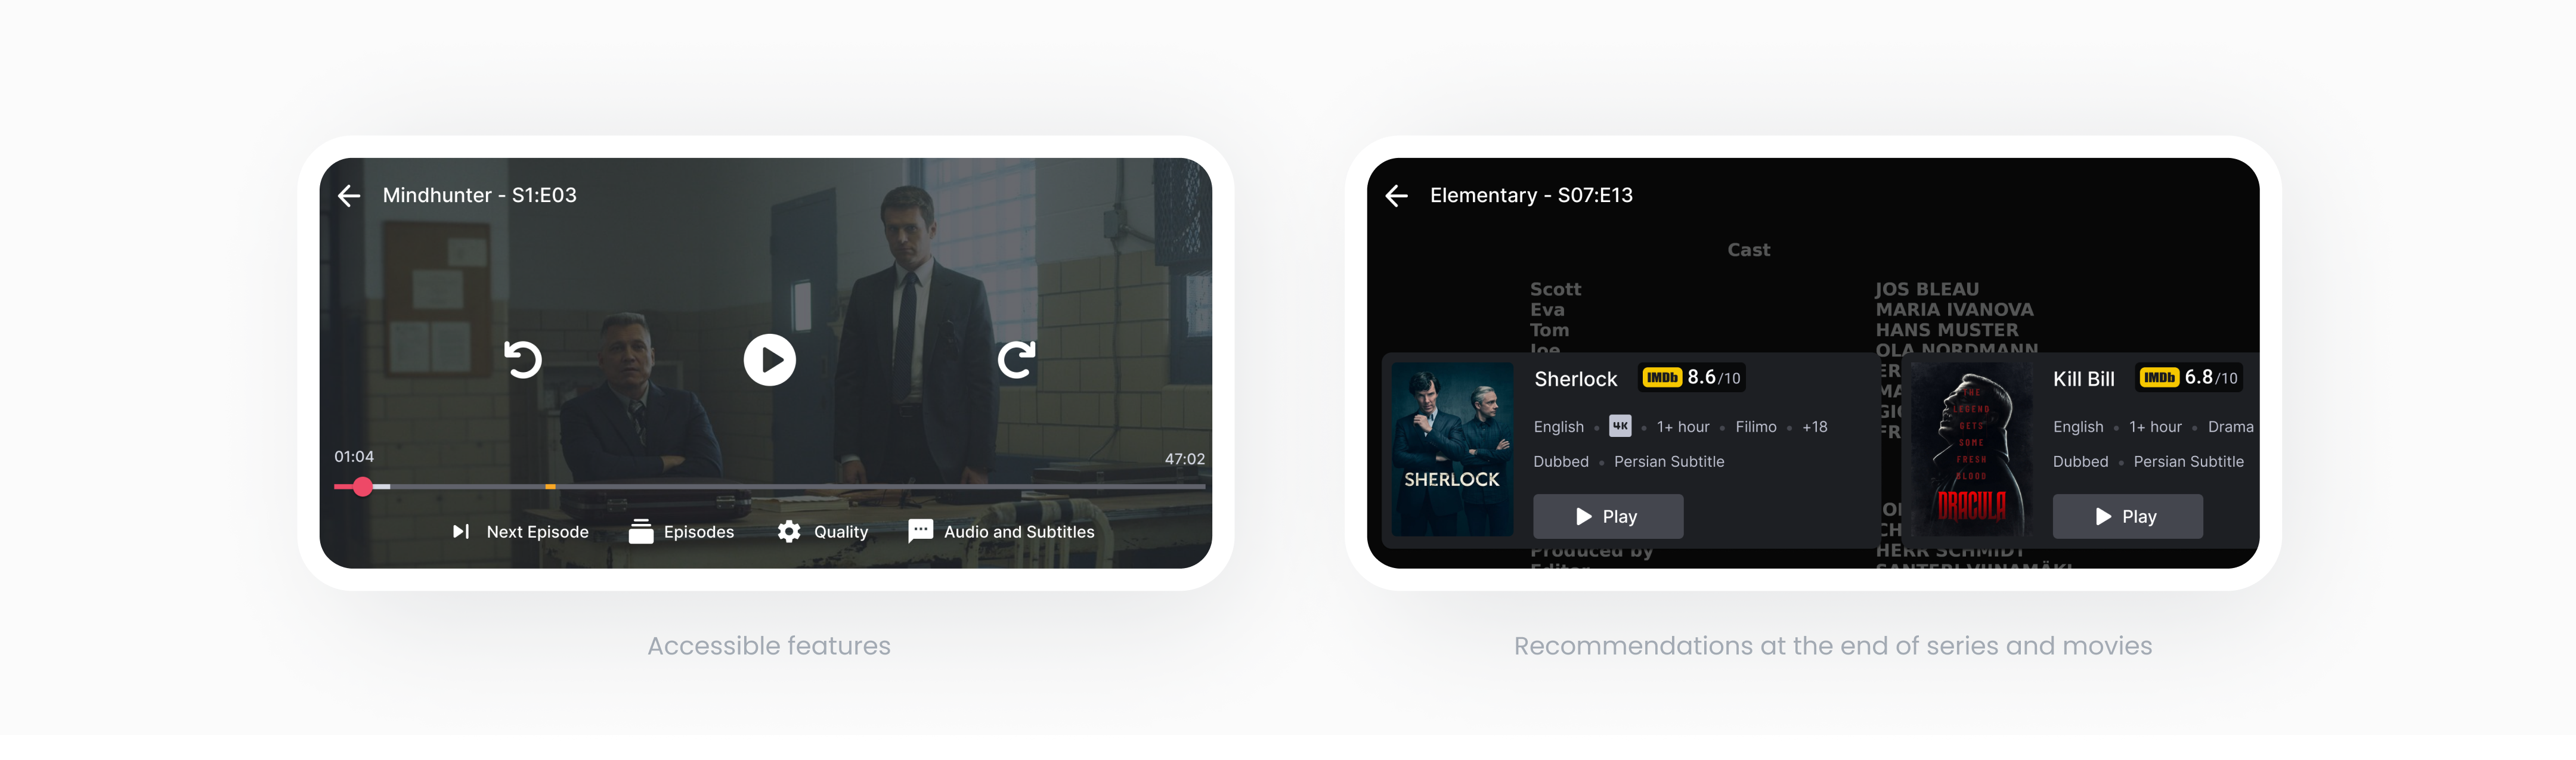 Mindhunter - S1:E03
01:04
47:02
Next Episode
Episodes
Quality
Audio and Subtitles
Accessible features
Elementary - S07:E13
Cast
Scott
JOS BLEAU
Eva
MARIA IVANOVA
Tom
HANS MUSTER
Joe
OLA NORDMANN
SHERLOCK
Sherlock
IMDb 8.6/10
English • 4K • 1+ hour • Filimo • +18
Dubbed • Persian Subtitle
Play
THE
LEGEND
GETS
SOME
FRESH
BLOOD
DRACULA
Kill Bill
IMDb 6.8/10
English • 1+ hour • Drama
Dubbed • Persian Subtitle
Play
Produced by
HERR SCHMIDT
Editor
SANTERI VIINAMÄKI
Recommendations at the end of series and movies